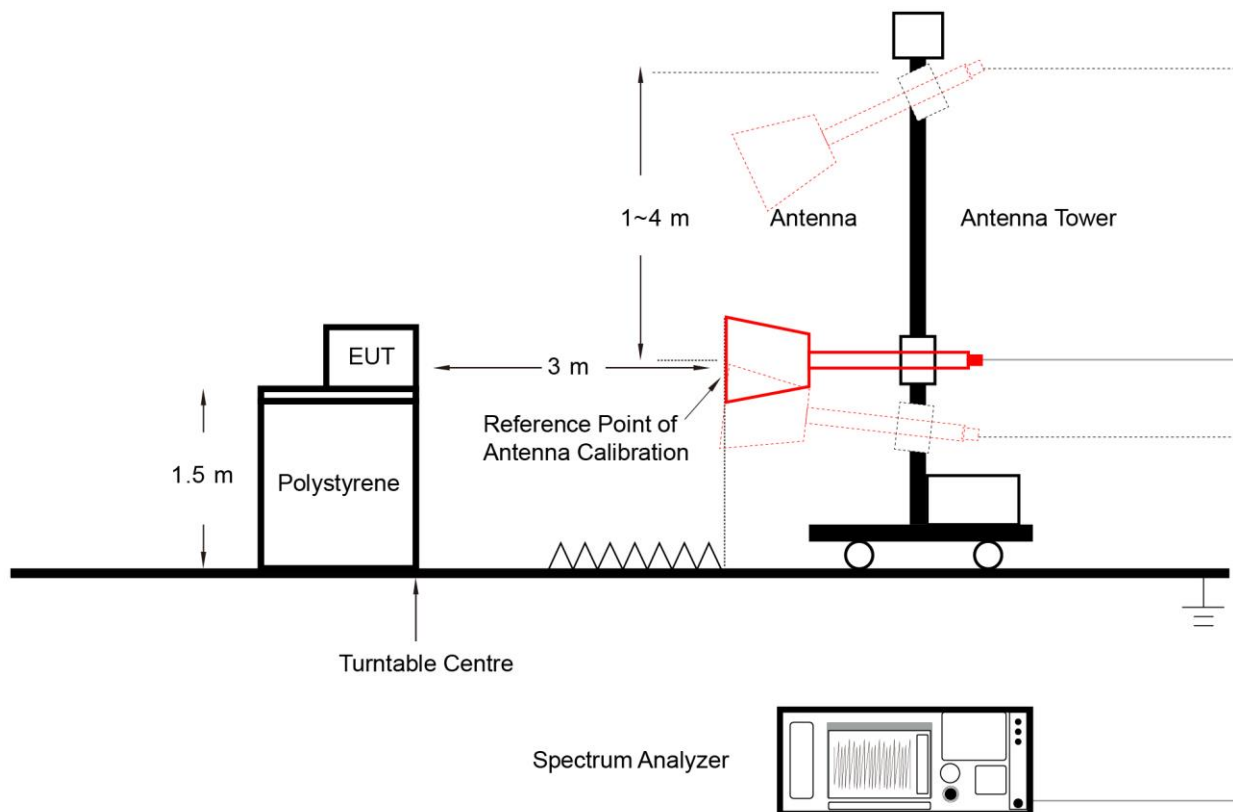 1~4 m
Antenna
Antenna Tower
EUT
3 m
Reference Point of
Antenna Calibration
1.5 m
Polystyrene
Turntable Centre
Spectrum Analyzer